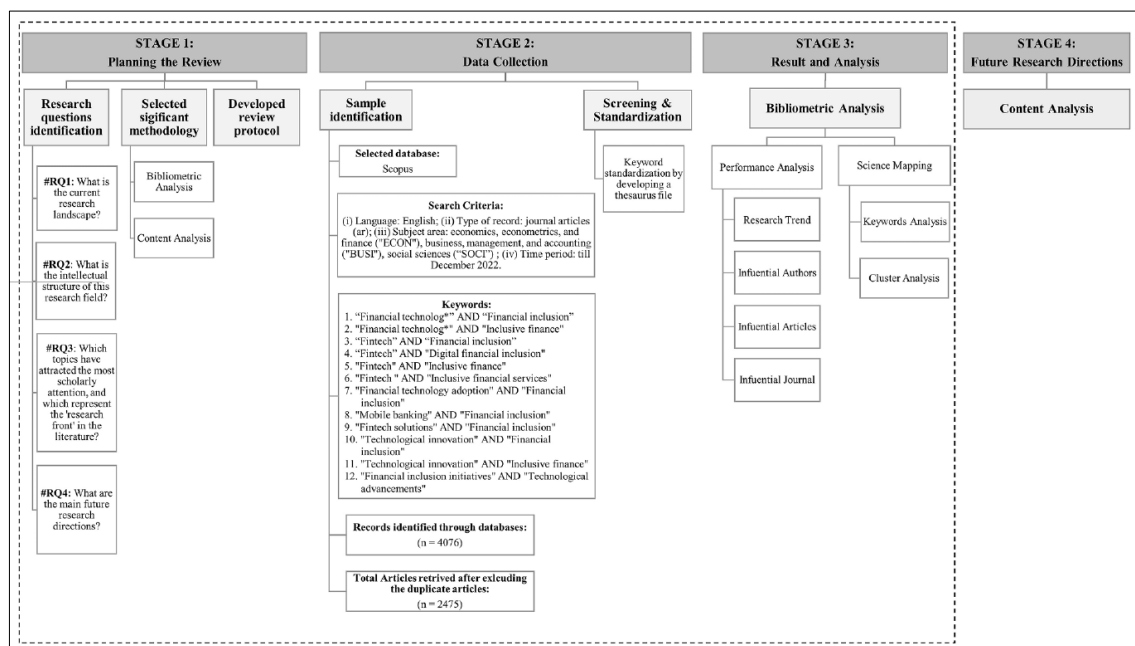 STAGE 1:
Planning the Review
Research
questions
identification
Selected
sigificant
methodology
Developed
review
protocol
#RQ1: What is
the current
research
landscape?
#RQ2: What is
the intellectual
structure of this
research field?
#RQ3: Which
topics have
attracted the most
scholarly
attention, and
which represent
the 'research
front' in the
literature?
#RQ4: What are
the main future
research
directions?
Bibliometric
Analysis
Content Analysis
STAGE 2:
Data Collection
Sample
identification
Screening &
Standardization
Selected database:
Scopus
Search Criteria:
(i) Language: English; (ii) Type of record: journal articles
(ar); (iii) Subject area: economics, econometrics, and
finance ("ECON"), business, management, and accounting
("BUSI"), social sciences (“SOCI”) ; (iv) Time period: till
December 2022.
Keywords:
1. “Financial technolog*” AND “Financial inclusion”
2. "Financial technolog*" AND "Inclusive finance"
3. “Fintech” AND “Financial inclusion”
4. “Fintech” AND "Digital financial inclusion"
5. "Fintech" AND "Inclusive finance"
6. "Fintech " AND "Inclusive financial services"
7. "Financial technology adoption" AND "Financial
inclusion"
8. "Mobile banking" AND "Financial inclusion"
9. "Fintech solutions" AND "Financial inclusion"
10. "Technological innovation" AND "Financial
inclusion"
11. "Technological innovation" AND "Inclusive finance"
12. "Financial inclusion initiatives" AND "Technological
advancements"
Records identified through databases:
(n = 4076)
Total Articles retrived after exlcuding
the duplicate articles:
(n = 2475)
Keyword
standardization by
developing a
thesaurus file
STAGE 3:
Result and Analysis
Bibliometric Analysis
Performance Analysis
Science Mapping
Research Trend
Infuential Authors
Infuential Articles
Infuential Journal
Keywords Analysis
Cluster Analysis
STAGE 4:
Future Research Directions
Content Analysis